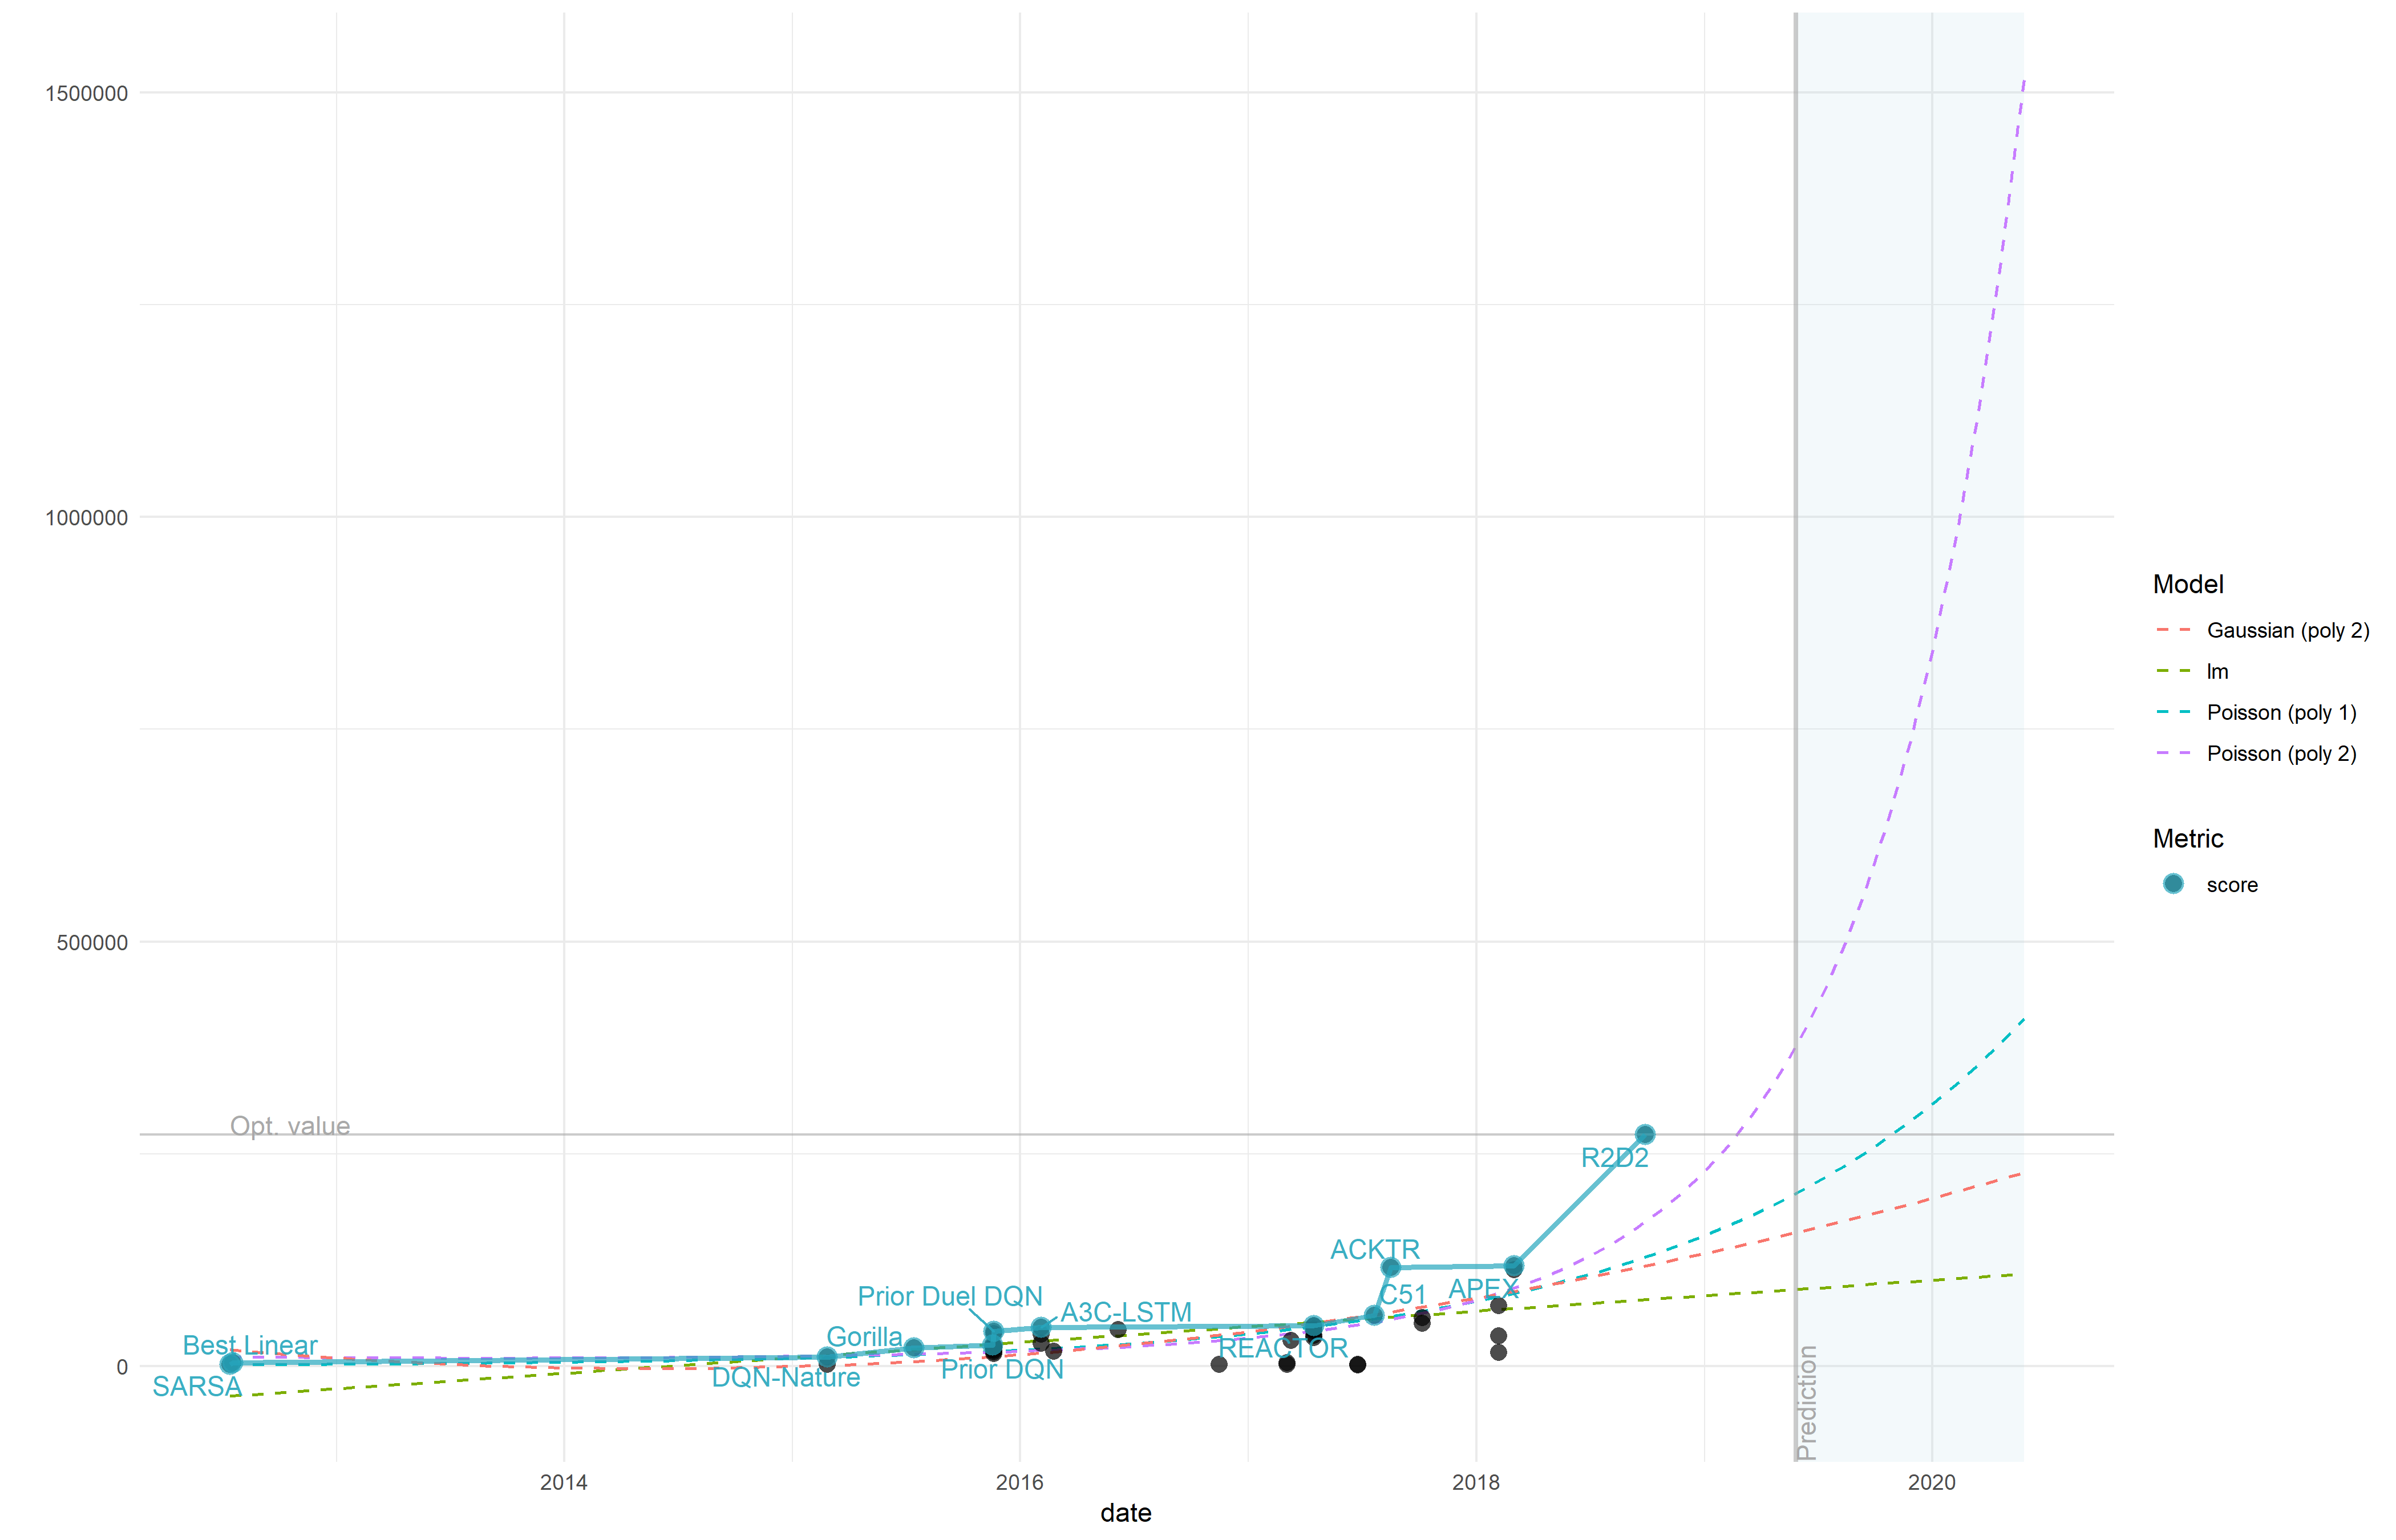 1500000
1000000
500000
0
Opt. value
R2D2
ACKTR
C51
APEX
Prior Duel DQN
A3C-LSTM
Gorilla
REACTOR
Best Linear
Prior DQN
DQN-Nature
SARSA
Prediction
2014
2016
2018
2020
date
Model
Gaussian (poly 2)
lm
Poisson (poly 1)
Poisson (poly 2)
Metric
score